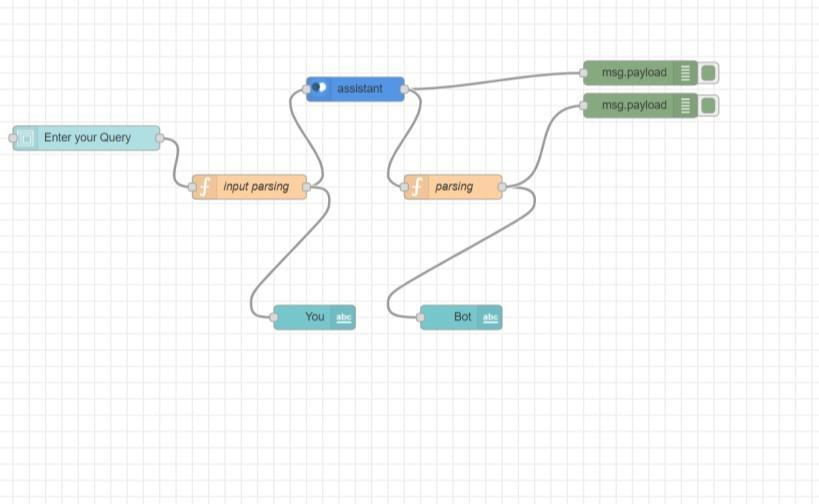 msg.payload
assistant
msg.payload
Enter your Query
f input parsing
f parsing
You abc
Bot abc